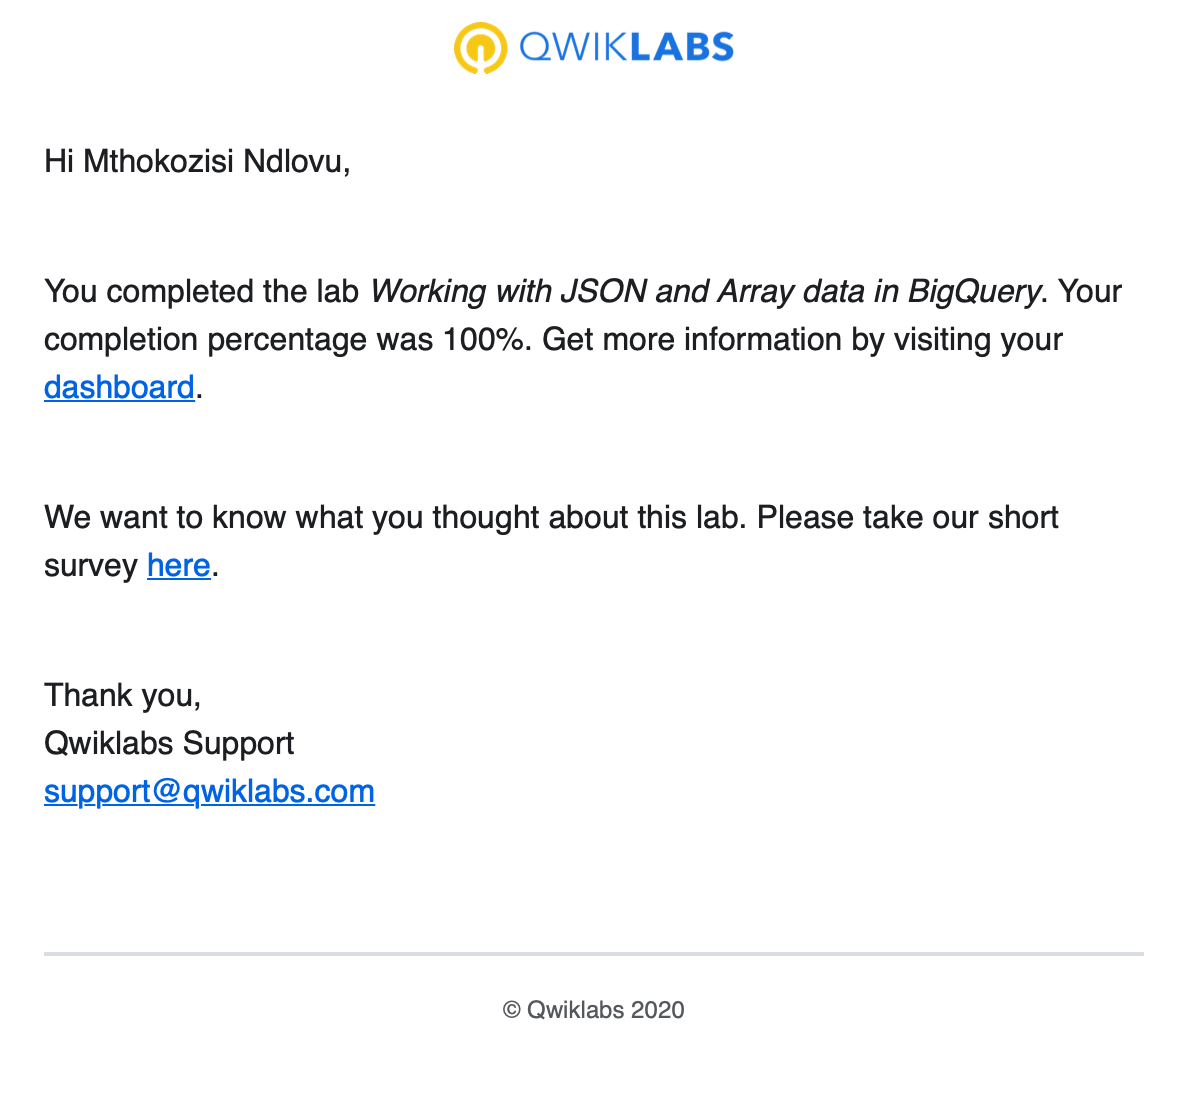 QWIKLABS
Hi Mthokozisi Ndlovu,
You completed the lab Working with JSON and Array data in BigQuery. Your
completion percentage was 100%. Get more information by visiting your
dashboard.
We want to know what you thought about this lab. Please take our short
survey here.
Thank you,
Qwiklabs Support
support@qwiklabs.com
© Qwiklabs 2020